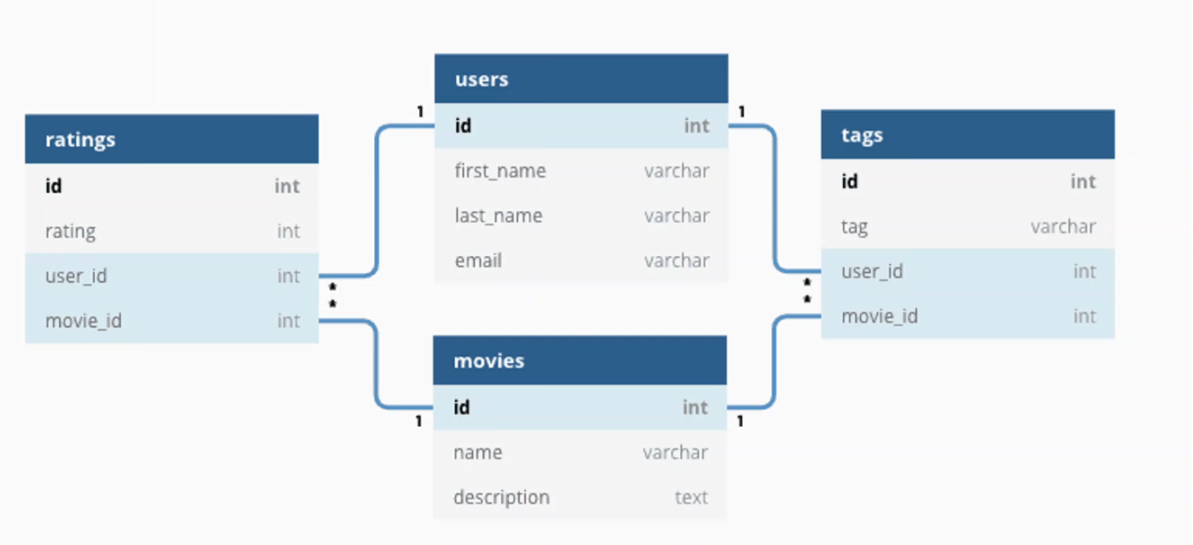 ratings
id int
rating int
user_id int
movie_id int
users
id int
first_name varchar
last_name varchar
email varchar
movies
id int
name varchar
description text
tags
id int
tag varchar
user_id int
movie_id int
1
1
*
*
*
*
1
1